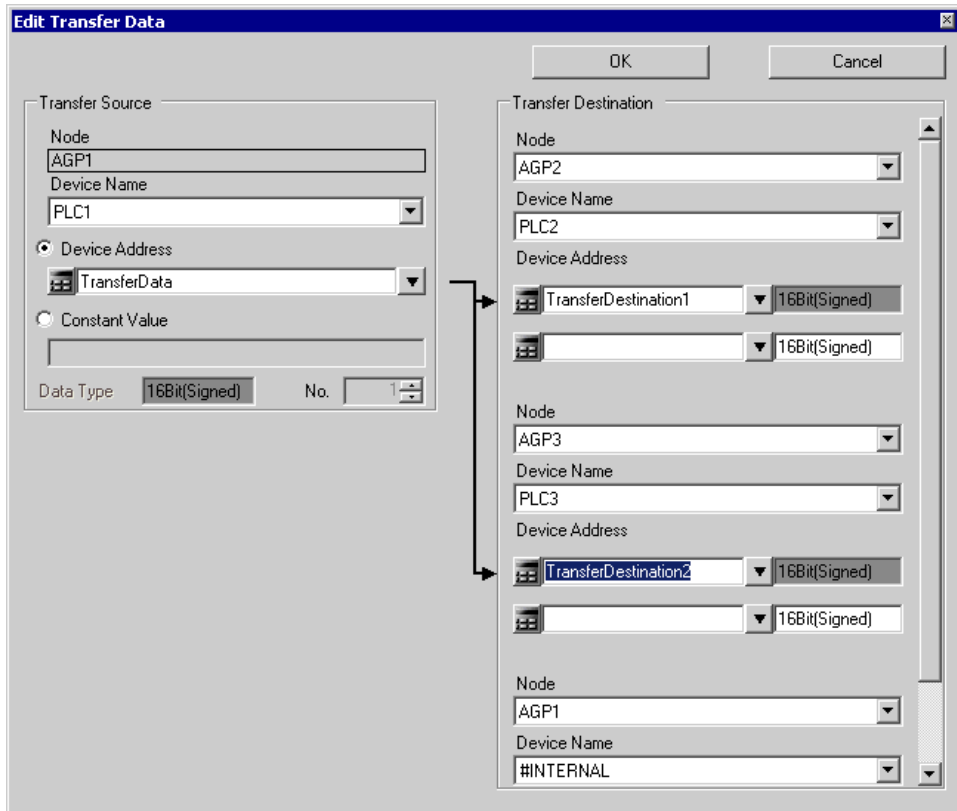 Edit Transfer Data
OK
Cancel
Transfer Source
Node
AGP1
Device Name
PLC1
Device Address
TransferData
Constant Value
Data Type
16Bit(Signed)
No.
1
Transfer Destination
Node
AGP2
Device Name
PLC2
Device Address
TransferDestination1
16Bit(Signed)
16Bit(Signed)
Node
AGP3
Device Name
PLC3
Device Address
TransferDestination2
16Bit(Signed)
16Bit(Signed)
Node
AGP1
Device Name
#INTERNAL